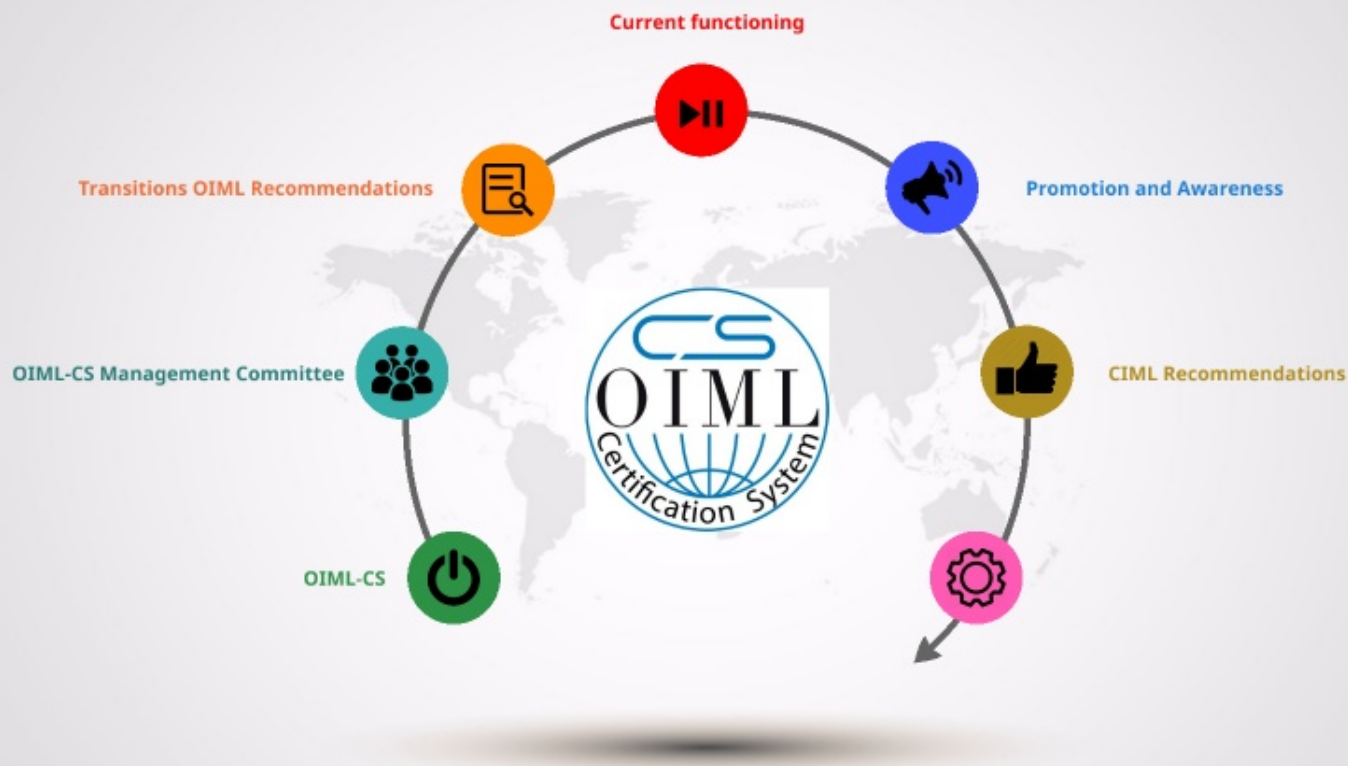 Current functioning
Transitions OIML Recommendations
Promotion and Awareness
OIML-CS Management Committee
CIML Recommendations
CS
OIML
Certification System
OIML-CS